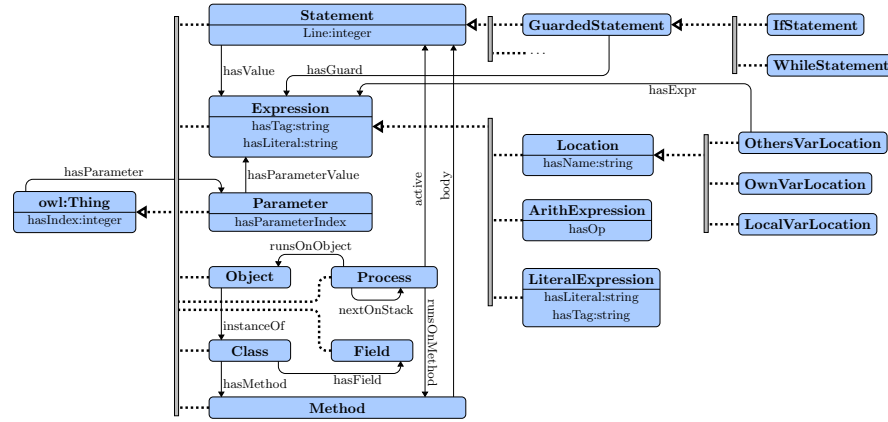 Statement
Line:integer
GuardedStatement
IfStatement
...
WhileStatement
hasValue
hasGuard
hasExpr
Expression
hasTag:string
hasLiteral:string
Location
hasName:string
OthersVarLocation
hasParameter
hasParameterValue
active
body
OwnVarLocation
owl:Thing
hasIndex:integer
Parameter
hasParameterIndex
ArithExpression
hasOp
LocalVarLocation
runsOnObject
Object
Process
nextOnStack
LiteralExpression
hasLiteral:string
hasTag:string
instanceOf
runsOnMethod
Class
Field
hasMethod
hasField
Method